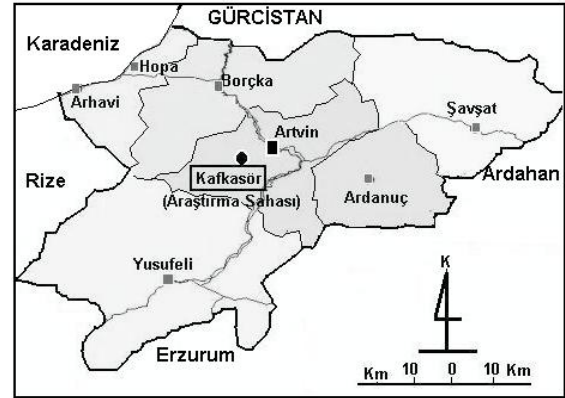 GÜRCİSTAN
Karadeniz
Hopa
Borçka
Arhavi
Şavşat
Artvin
Ardahan
Rize
Kafkasör
(Araştırma Sahası)
Ardanuç
Yusufeli
K
Erzurum
Km 10 0 10 Km